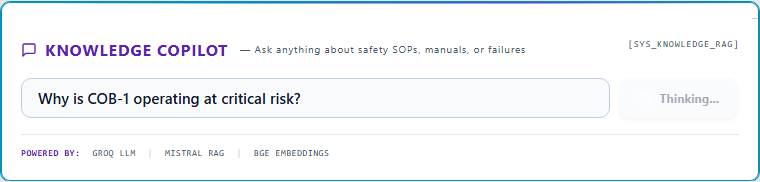 KNOWLEDGE COPILOT — Ask anything about safety SOPs, manuals, or failures [SYS_KNOWLEDGE_RAG]
Why is COB-1 operating at critical risk? Thinking...
POWERED BY: GROQ LLM | MISTRAL RAG | BGE EMBEDDINGS